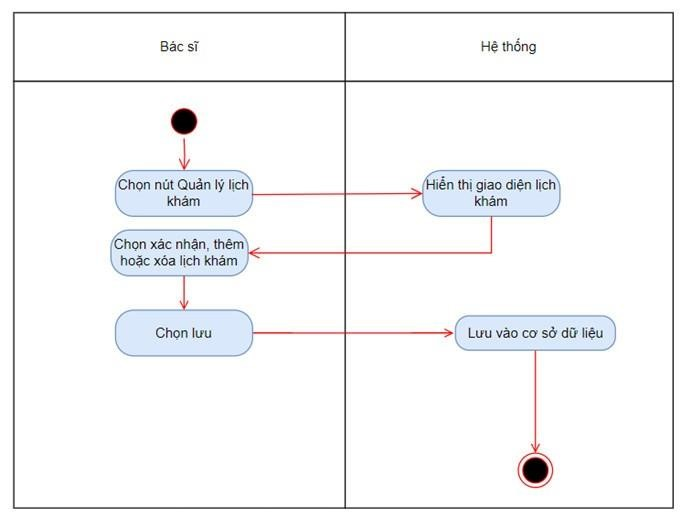 Bác sĩ
Hệ thống
Chọn nút Quản lý lịch
khám
Hiển thị giao diện lịch
khám
Chọn xác nhận, thêm
hoặc xóa lịch khám
Chọn lưu
Lưu vào cơ sở dữ liệu